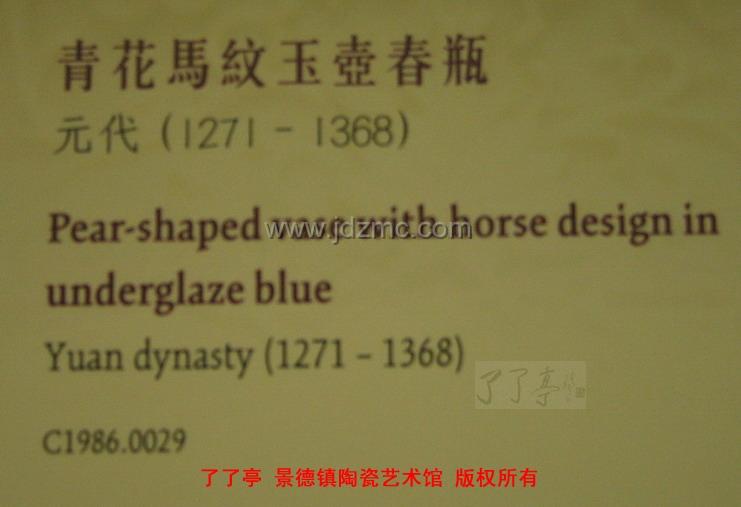 青花馬紋玉壺春瓶
元代 (1271 - 1368)
Pear-shaped vase with horse design in
www.jdzmc.com
underglaze blue
Yuan dynasty (1271 – 1368)
了了亭
C1986.0029
了了亭 景德镇陶瓷艺术馆 版权所有